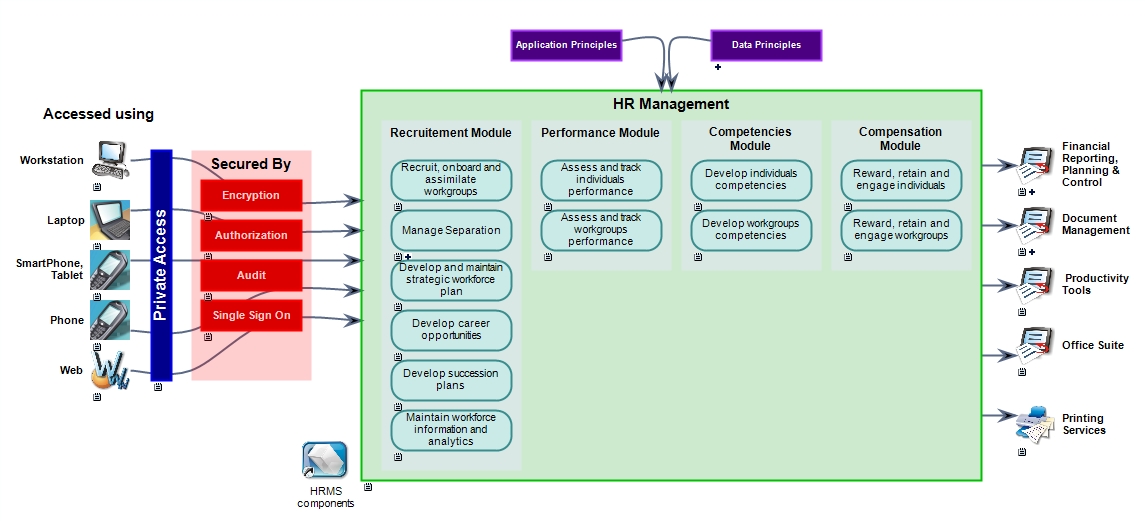 Application Principles
Data Principles
HR Management
Accessed using
Workstation
Laptop
SmartPhone,
Tablet
Phone
Web
Private Access
Secured By
Encryption
Authorization
Audit
Single Sign On
Recruitement Module
Recruit, onboard and
assimilate
workgroups
Manage Separation
Develop and maintain
strategic workforce
plan
Develop career
opportunities
Develop succession
plans
Maintain workforce
information and
analytics
Performance Module
Assess and track
individuals
performance
Assess and track
workgroups
performance
Competencies
Module
Develop individuals
competencies
Develop workgroups
competencies
Compensation
Module
Reward, retain and
engage individuals
Reward, retain and
engage workgroups
Financial
Reporting,
Planning &
Control
Document
Management
Productivity
Tools
Office Suite
Printing
Services
HRMS
components